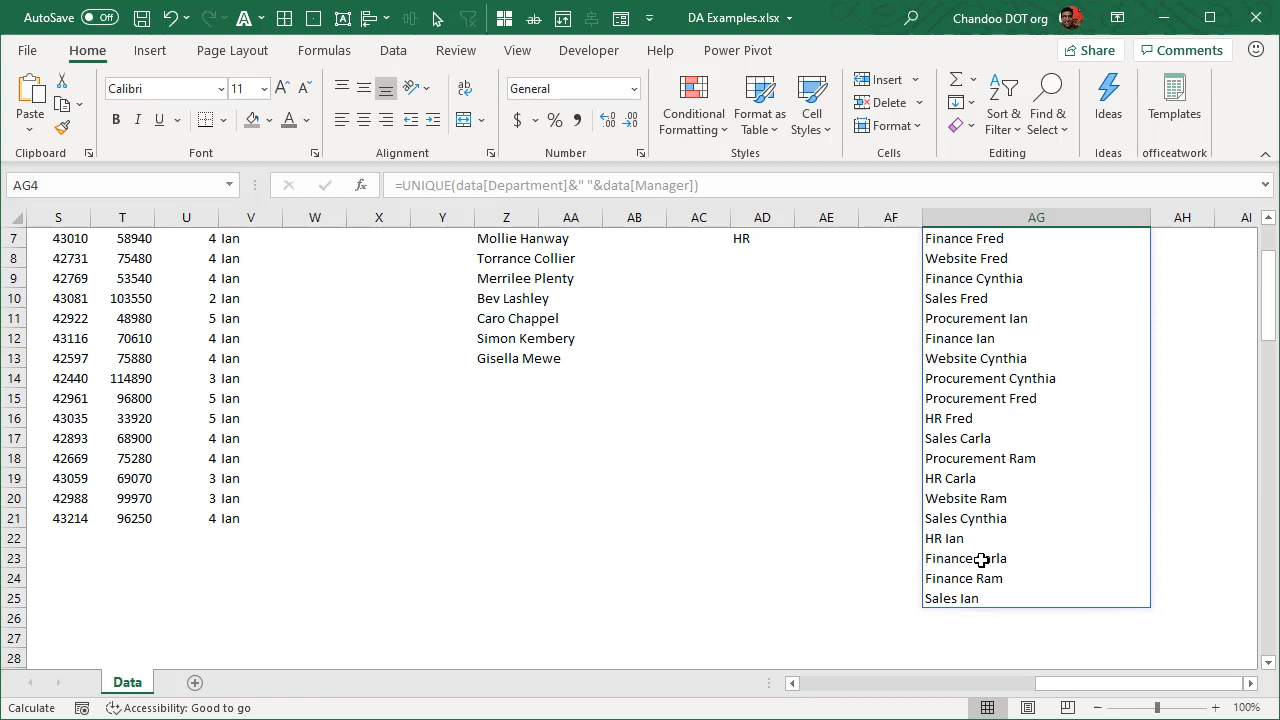 AutoSave Off DA Examples.xlsx Chandoo DOT org
File Home Insert Page Layout Formulas Data Review View Developer Help Power Pivot Share Comments
Paste
Clipboard
Calibri 11
B I U A
Font
Alignment
General
$ % ,
Number
Conditional Formatting
Format as Table
Cell Styles
Styles
Insert
Delete
Format
Cells
Sort & Filter
Find & Select
Editing
Ideas
Ideas
Templates
officeatwork
AG4 fx =UNIQUE(data[Department]&" "&data[Manager])
S T U V W X Y Z AA AB AC AD AE AF AG AH AI
7 43010 58940 4 Ian Mollie Hanway HR Finance Fred
8 42731 75480 4 Ian Torrance Collier Website Fred
9 42769 53540 4 Ian Merrilee Plenty Finance Cynthia
10 43081 103550 2 Ian Bev Lashley Sales Fred
11 42922 48980 5 Ian Caro Chappel Procurement Ian
12 43116 70610 4 Ian Simon Kembery Finance Ian
13 42597 75880 4 Ian Gisella Mewe Website Cynthia
14 42440 114890 3 Ian Procurement Cynthia
15 42961 96800 5 Ian Procurement Fred
16 43035 33920 5 Ian HR Fred
17 42893 68900 4 Ian Sales Carla
18 42669 75280 4 Ian Procurement Ram
19 43059 69070 3 Ian HR Carla
20 42988 99970 3 Ian Website Ram
21 43214 96250 4 Ian Sales Cynthia
22 HR Ian
23 Finance Carla
24 Finance Ram
25 Sales Ian
26
27
28
Data
Calculate Accessibility: Good to go 100%